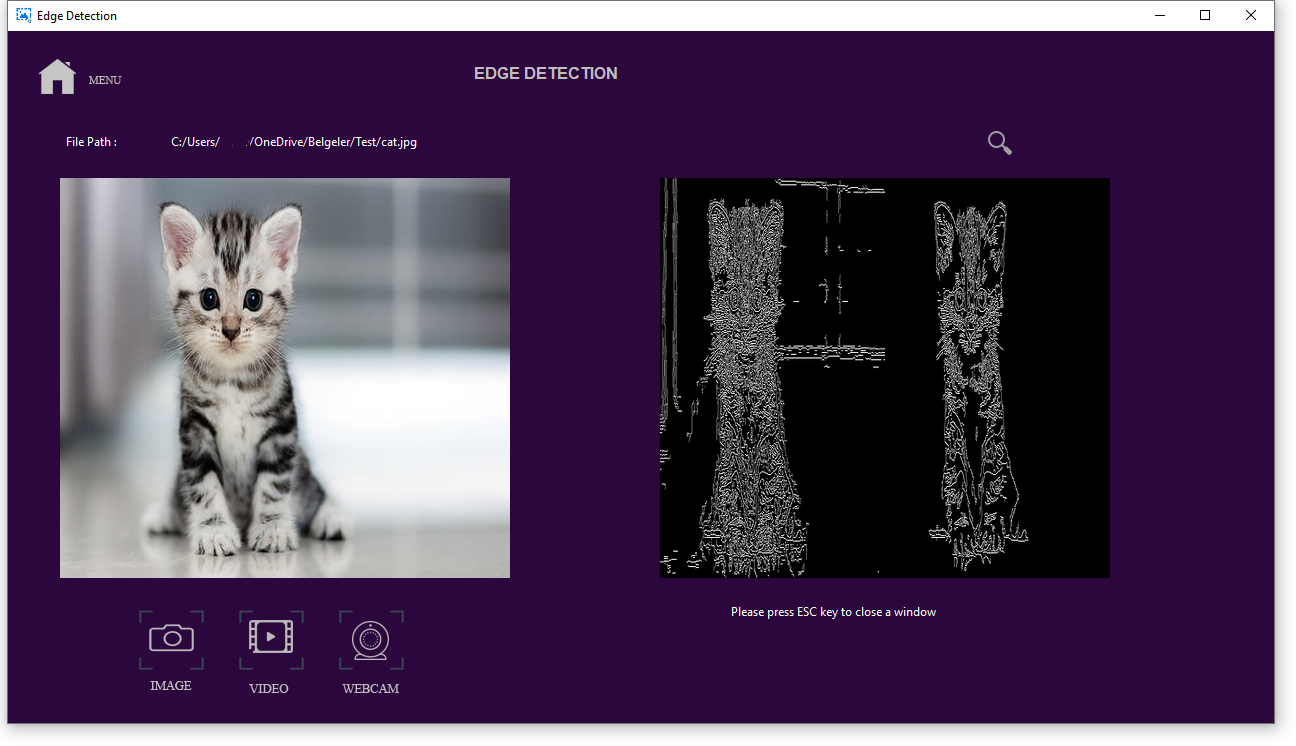 Edge Detection
MENU
EDGE DETECTION
File Path : C:/Users/ /OneDrive/Belgeler/Test/cat.jpg
Please press ESC key to close a window
IMAGE VIDEO WEBCAM